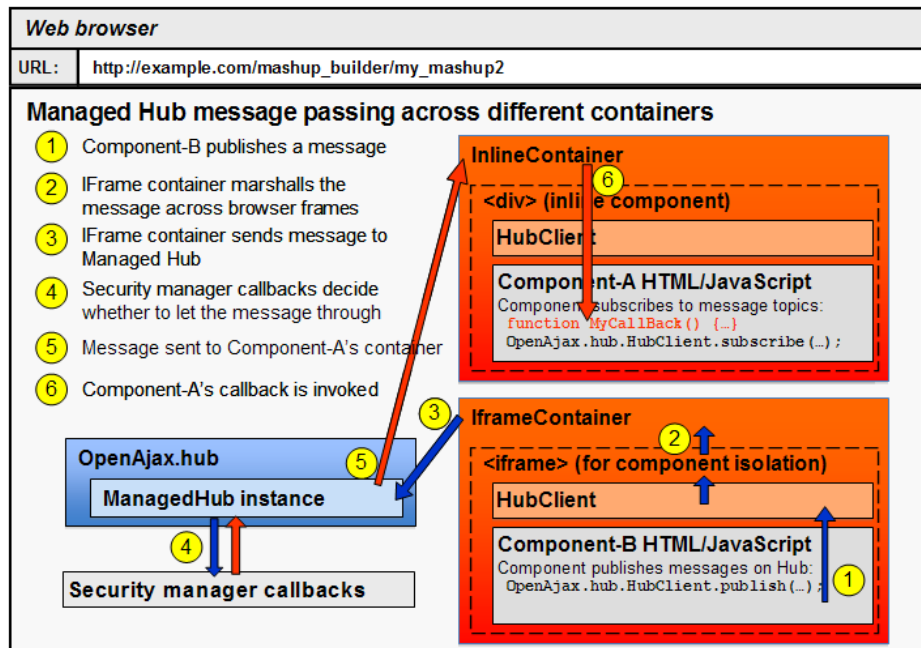 Web browser
URL: http://example.com/mashup_builder/my_mashup2
Managed Hub message passing across different containers
1 Component-B publishes a message
2 IFrame container marshalls the
message across browser frames
3 IFrame container sends message to
Managed Hub
4 Security manager callbacks decide
whether to let the message through
5 Message sent to Component-A's container
6 Component-A's callback is invoked
InlineContainer
6
<div> (inline component)
HubClient
Component-A HTML/JavaScript
Component subscribes to message topics:
function MyCallBack() {…}
OpenAjax.hub.HubClient.subscribe(…);
OpenAjax.hub
5
ManagedHub instance
4
Security manager callbacks
3
IframeContainer
2
<iframe> (for component isolation)
HubClient
Component-B HTML/JavaScript
Component publishes messages on Hub:
OpenAjax.hub.HubClient.publish(…);
1